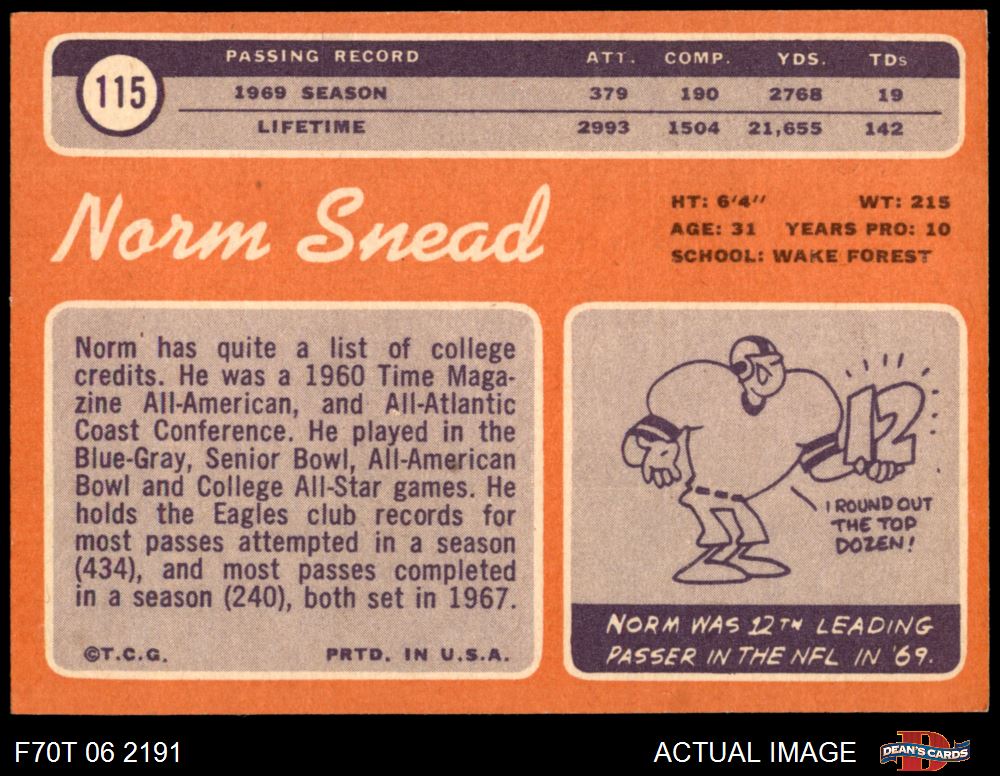 115
PASSING RECORD ATT. COMP. YDS. TDs
1969 SEASON 379 190 2768 19
LIFETIME 2993 1504 21,655 142
Norm Snead
HT: 6'4" WT: 215
AGE: 31 YEARS PRO: 10
SCHOOL: WAKE FOREST
Norm has quite a list of college
credits. He was a 1960 Time Maga-
zine All-American, and All-Atlantic
Coast Conference. He played in the
Blue-Gray, Senior Bowl, All-American
Bowl and College All-Star games. He
holds the Eagles club records for
most passes attempted in a season
(434), and most passes completed
in a season (240), both set in 1967.
©T.C.G. PRTD. IN U.S.A.
12
I ROUND OUT
THE TOP
DOZEN!
NORM WAS 12TH LEADING
PASSER IN THE NFL IN '69.
F70T 06 2191 ACTUAL IMAGE D DEAN'S CARDS